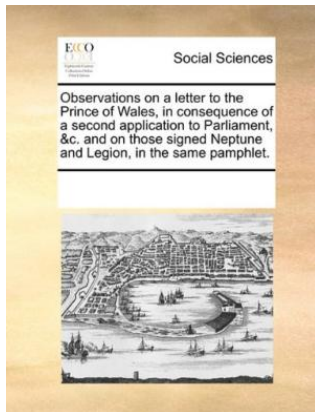 ECCO
Social Sciences
Observations on a letter to the
Prince of Wales, in consequence of
a second application to Parliament,
&c. and on those signed Neptune
and Legion, in the same pamphlet.